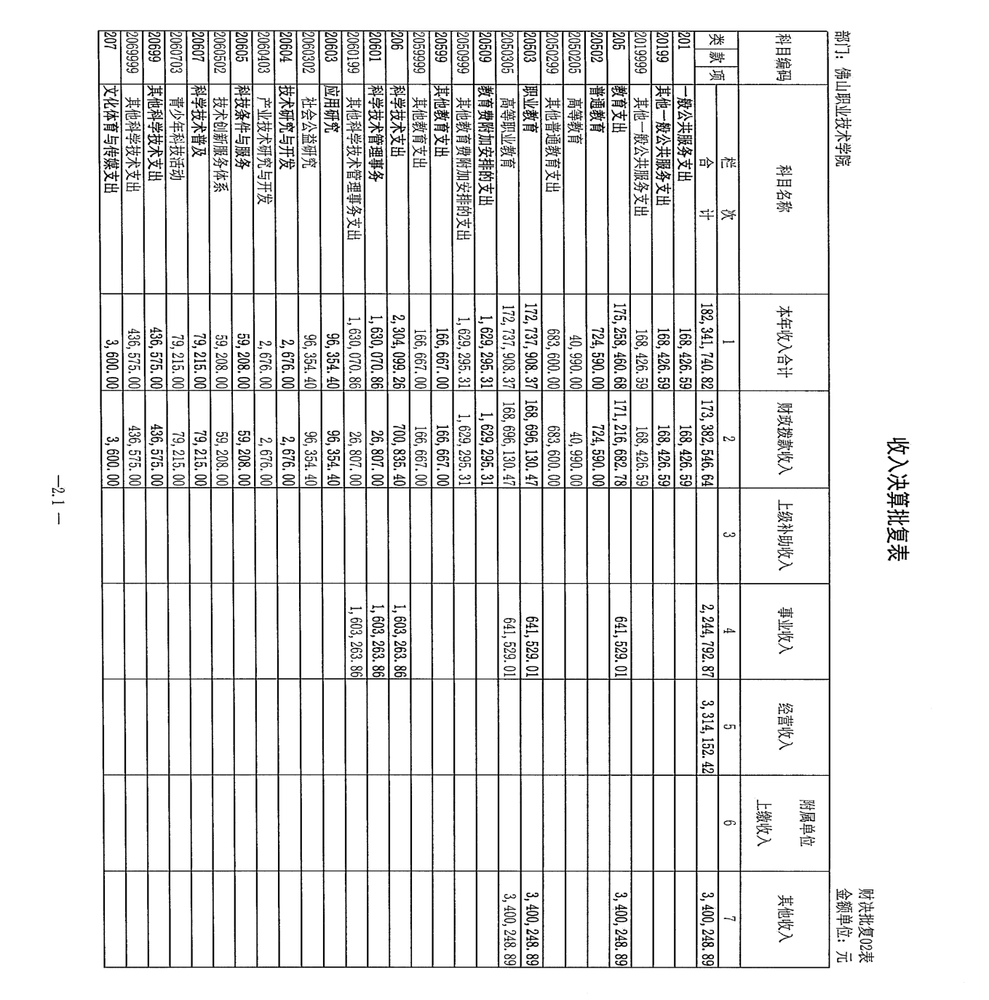 收入决算批复表
财决批复02表
部门：佛山职业技术学院 金额单位：元
科目编码 科目名称 本年收入合计 财政拨款收入 上级补助收入 事业收入 经营收入 附属单位上缴收入 其他收入
类 款 项 栏 次 1 2 3 4 5 6 7
合 计 182,341,740.82 173,382,546.64 2,244,792.87 3,314,152.42 3,400,248.89
201 一般公共服务支出 168,426.59 168,426.59
20199 其他一般公共服务支出 168,426.59 168,426.59
2019999 其他一般公共服务支出 168,426.59 168,426.59
205 教育支出 175,258,460.68 171,216,682.78 641,529.01 3,400,248.89
20502 普通教育 724,590.00 724,590.00
2050205 高等教育 40,990.00 40,990.00
2050299 其他普通教育支出 683,600.00 683,600.00
20503 职业教育 172,737,908.37 168,696,130.47 641,529.01 3,400,248.89
2050305 高等职业教育 172,737,908.37 168,696,130.47 641,529.01 3,400,248.89
20509 教育费附加安排的支出 1,629,295.31 1,629,295.31
2050999 其他教育费附加安排的支出 1,629,295.31 1,629,295.31
20599 其他教育支出 166,667.00 166,667.00
2059999 其他教育支出 166,667.00 166,667.00
206 科学技术支出 2,304,099.26 700,835.40 1,603,263.86
20601 科学技术管理事务 1,630,070.86 26,807.00 1,603,263.86
2060199 其他科学技术管理事务支出 1,630,070.86 26,807.00 1,603,263.86
20603 应用研究 96,354.40 96,354.40
2060302 社会公益研究 96,354.40 96,354.40
20604 技术研究与开发 2,676.00 2,676.00
2060403 产业技术研究与开发 2,676.00 2,676.00
20605 科技条件与服务 59,208.00 59,208.00
2060502 技术创新服务体系 59,208.00 59,208.00
20607 科学技术普及 79,215.00 79,215.00
2060703 青少年科技活动 79,215.00 79,215.00
20699 其他科学技术支出 436,575.00 436,575.00
2069999 其他科学技术支出 436,575.00 436,575.00
207 文化体育与传媒支出 3,600.00 3,600.00
—2.1 —